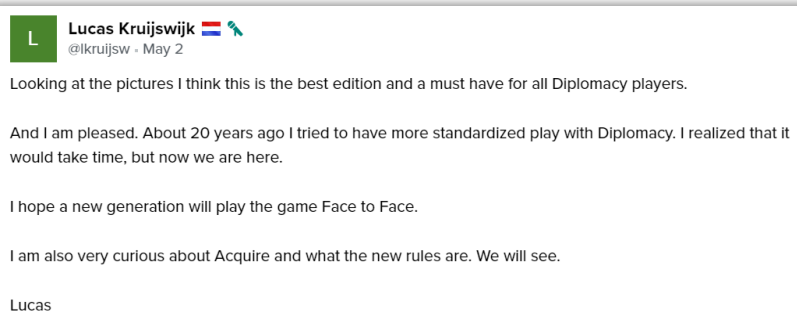 L
Lucas Kruijswijk
@lkruijsw • May 2
Looking at the pictures I think this is the best edition and a must have for all Diplomacy players.
And I am pleased. About 20 years ago I tried to have more standardized play with Diplomacy. I realized that it
would take time, but now we are here.
I hope a new generation will play the game Face to Face.
I am also very curious about Acquire and what the new rules are. We will see.
Lucas